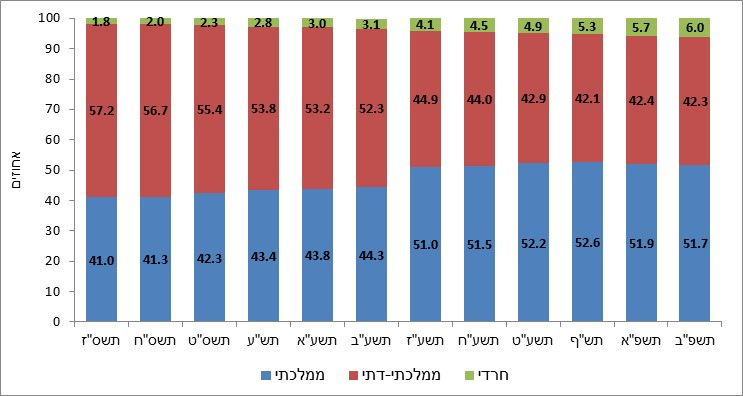 100
90
80
70
60
50
40
30
20
10
0
אחוזים
1.8 2.0 2.3 2.8 3.0 3.1 4.1 4.5 4.9 5.3 5.7 6.0
57.2 56.7 55.4 53.8 53.2 52.3 44.9 44.0 42.9 42.1 42.4 42.3
41.0 41.3 42.3 43.4 43.8 44.3 51.0 51.5 52.2 52.6 51.9 51.7
תשס"ז תשס"ח תשס"ט תש"ע תשע"א תשע"ב תשע"ז תשע"ח תשע"ט תש"ף תשפ"א תשפ"ב
ממלכתי ממלכתי-דתי חרדי